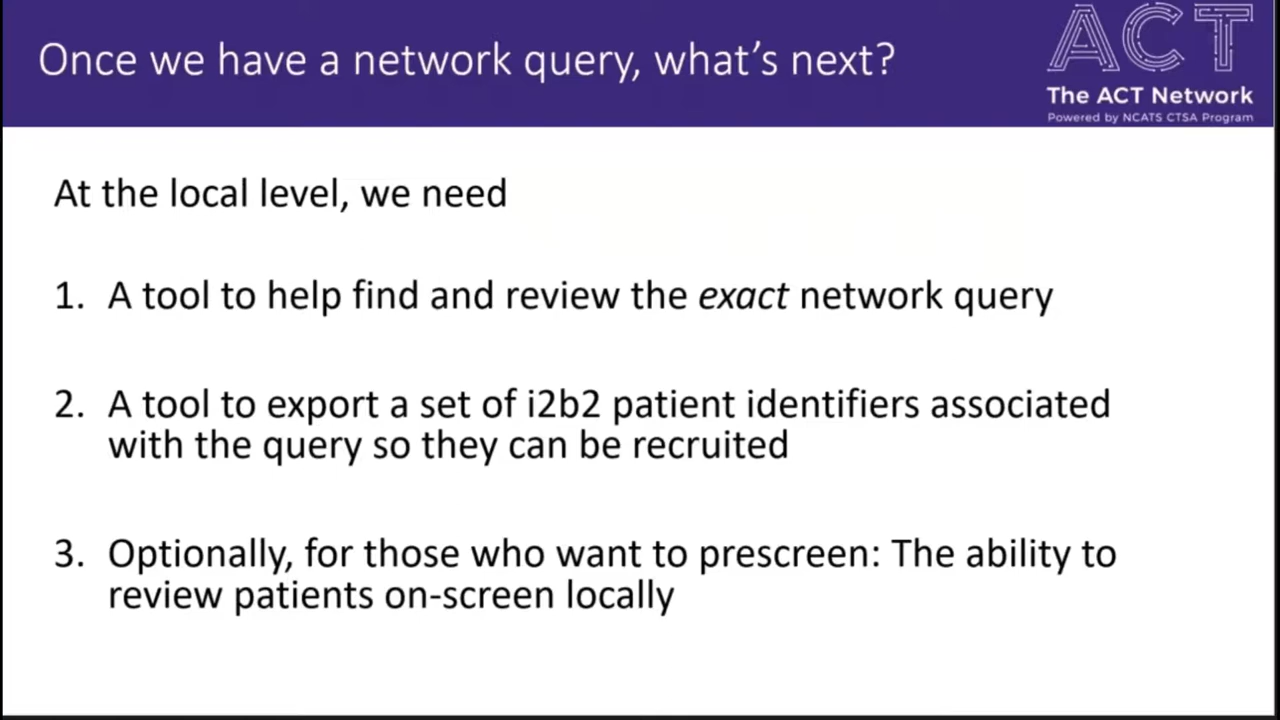 Once we have a network query, what's next?
ACT
The ACT Network
Powered by NCATS CTSA Program
At the local level, we need
1. A tool to help find and review the exact network query
2. A tool to export a set of i2b2 patient identifiers associated
with the query so they can be recruited
3. Optionally, for those who want to prescreen: The ability to
review patients on-screen locally